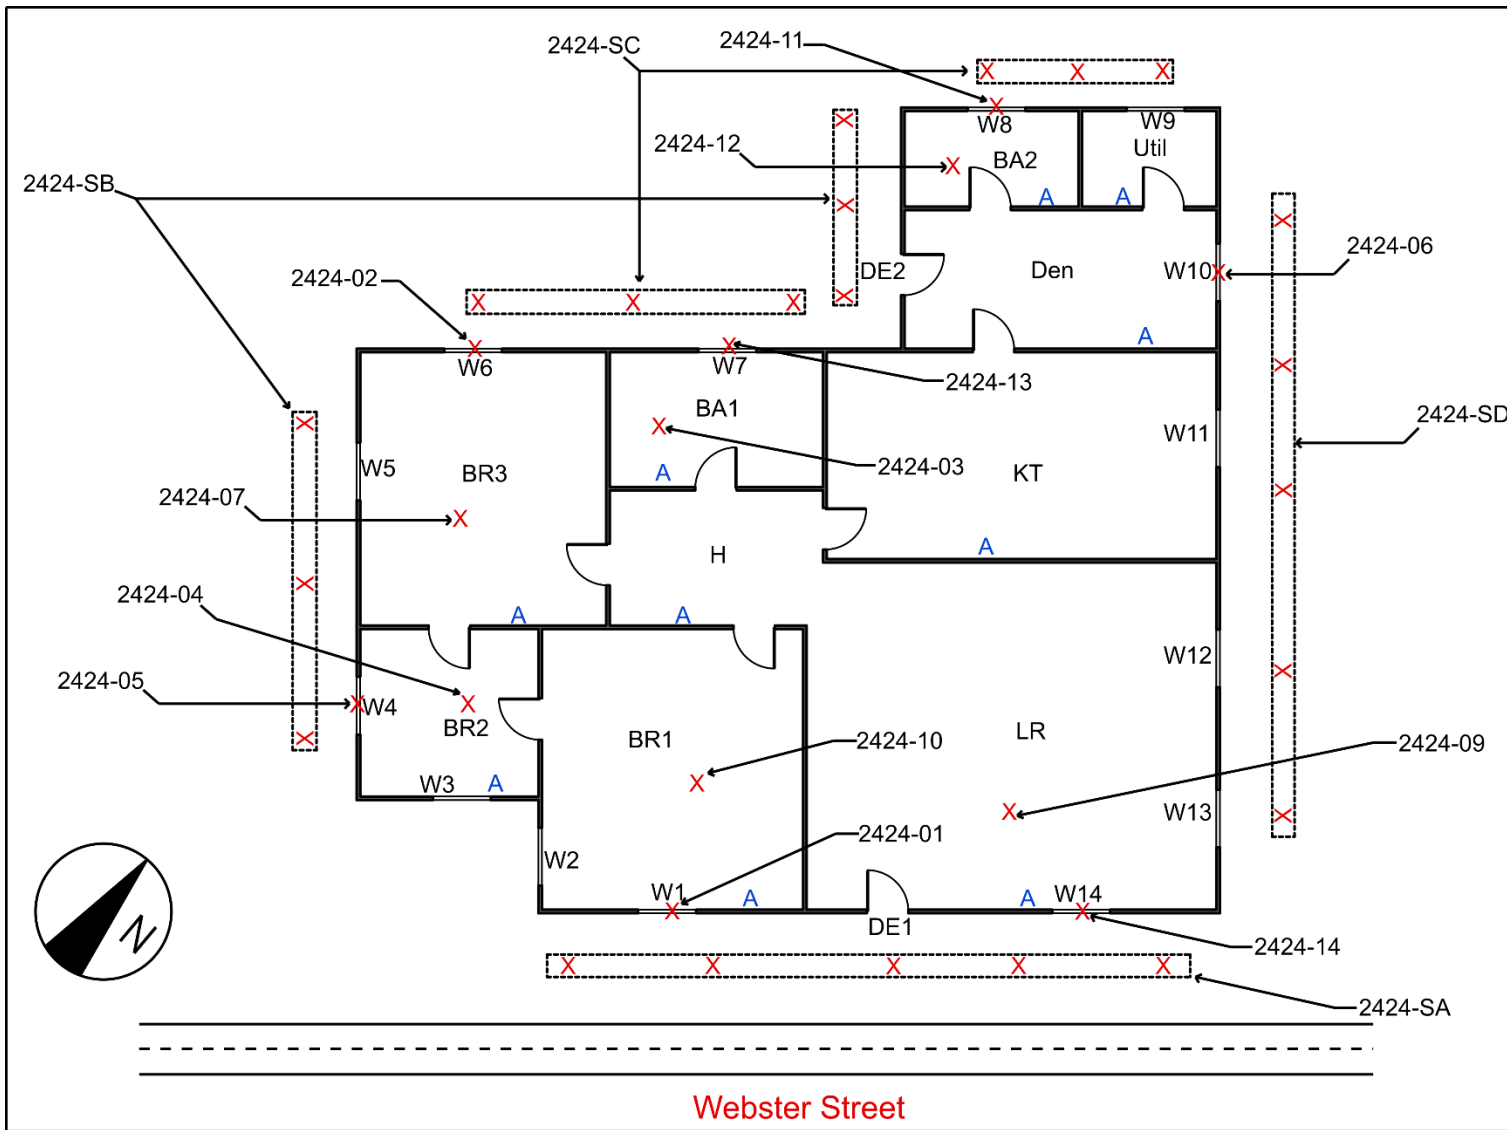 2424-SC
2424-11
X X X
X
W8
W9
X
2424-12
X
BA2
Util
2424-SB
A
A
X
X
2424-06
DE2
Den
W10
X
2424-02
X X X
X
A
X
W6
X
W7
2424-13
X
BA1
2424-SD
X
X
W5
BR3
A
2424-03
KT
W11
X
2424-07
X
H
A
X
2424-04
A
A
W12
X
2424-05
X
W4
X
BR2
BR1
LR
X
2424-10
2424-09
W3
A
X
X
W13
X
2424-01
W2
W1
A
A
W14
X
X
N
DE1
2424-14
X X X X X
2424-SA
Webster Street